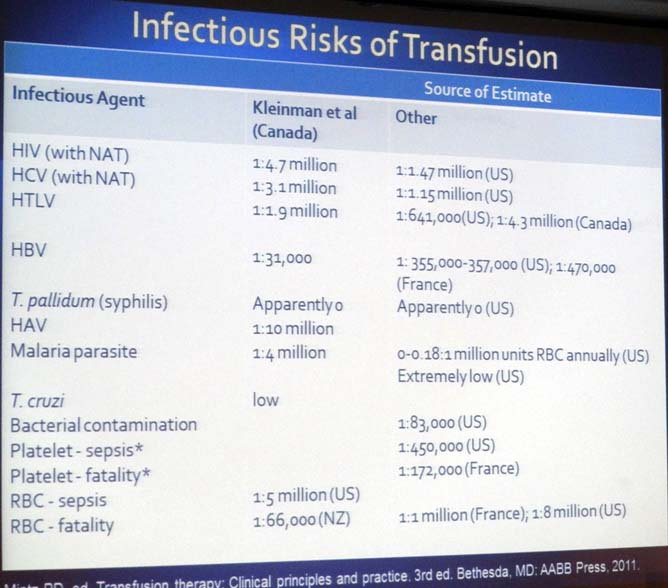 Infectious Risks of Transfusion
Source of Estimate
Infectious Agent Kleinman et al (Canada) Other
HIV (with NAT) 1:4.7 million 1:1.47 million (US)
HCV (with NAT) 1:3.1 million 1:1.15 million (US)
HTLV 1:1.9 million 1:641,000(US); 1:4.3 million (Canada)
HBV 1:31,000 1: 355,000-357,000 (US); 1:470,000 (France)
T. pallidum (syphilis) Apparently 0 Apparently 0 (US)
HAV 1:10 million
Malaria parasite 1:4 million 0-0.18:1 million units RBC annually (US)
Extremely low (US)
T. cruzi low
Bacterial contamination 1:83,000 (US)
Platelet - sepsis* 1:450,000 (US)
Platelet - fatality* 1:172,000 (France)
RBC - sepsis 1:5 million (US)
RBC - fatality 1:66,000 (NZ) 1:1 million (France); 1:8 million (US)
ed. Transfusion therapy: Clinical principles and practice. 3rd ed. Bethesda, MD: AABB Press, 2011.